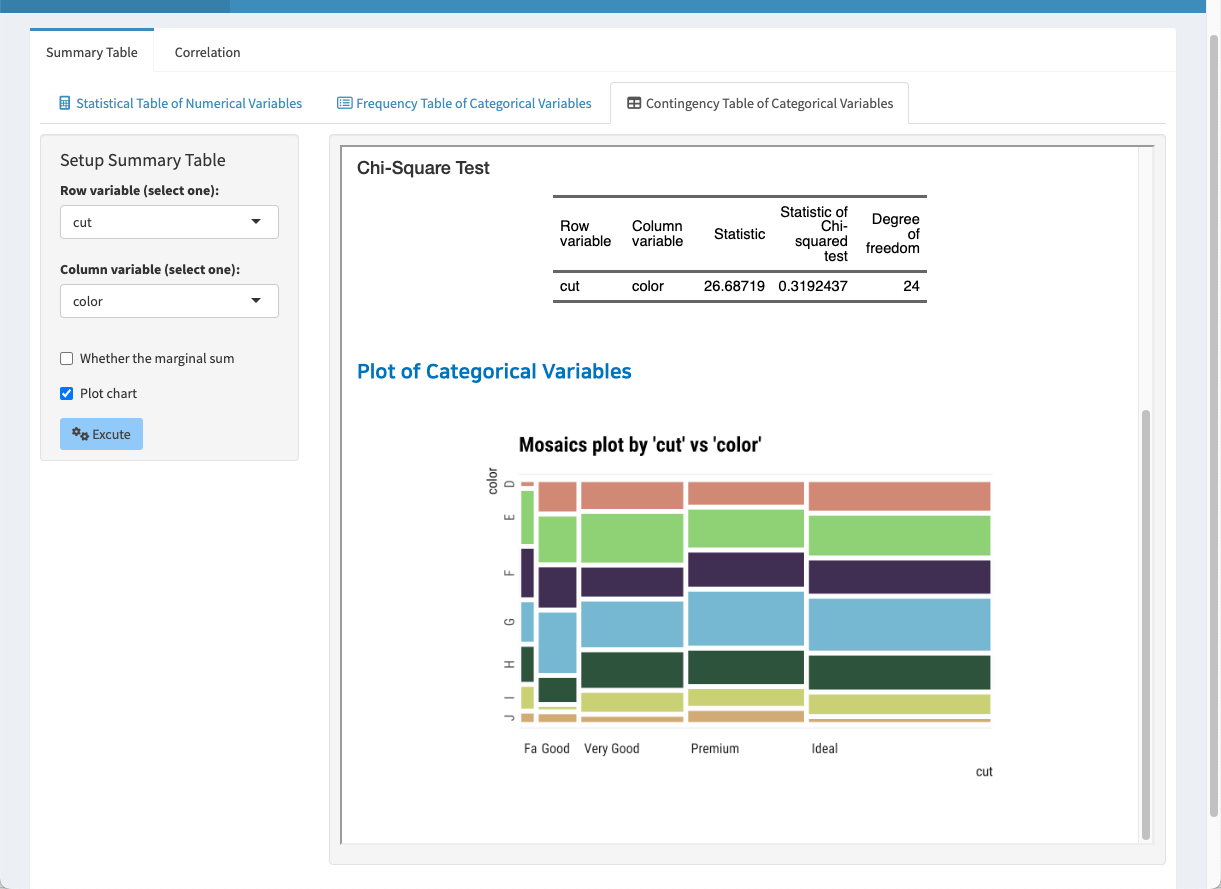 Summary Table
Correlation
Statistical Table of Numerical Variables
Frequency Table of Categorical Variables
Contingency Table of Categorical Variables
Setup Summary Table
Row variable (select one):
cut
Column variable (select one):
color
Whether the marginal sum
Plot chart
Excute
Chi-Square Test
Row variable
Column variable
Statistic
Statistic of Chi-squared test
Degree of freedom
cut color 26.68719 0.3192437 24
Plot of Categorical Variables
Mosaics plot by 'cut' vs 'color'
color
D
E
F
G
H
I
J
Fa Good Very Good Premium Ideal
cut